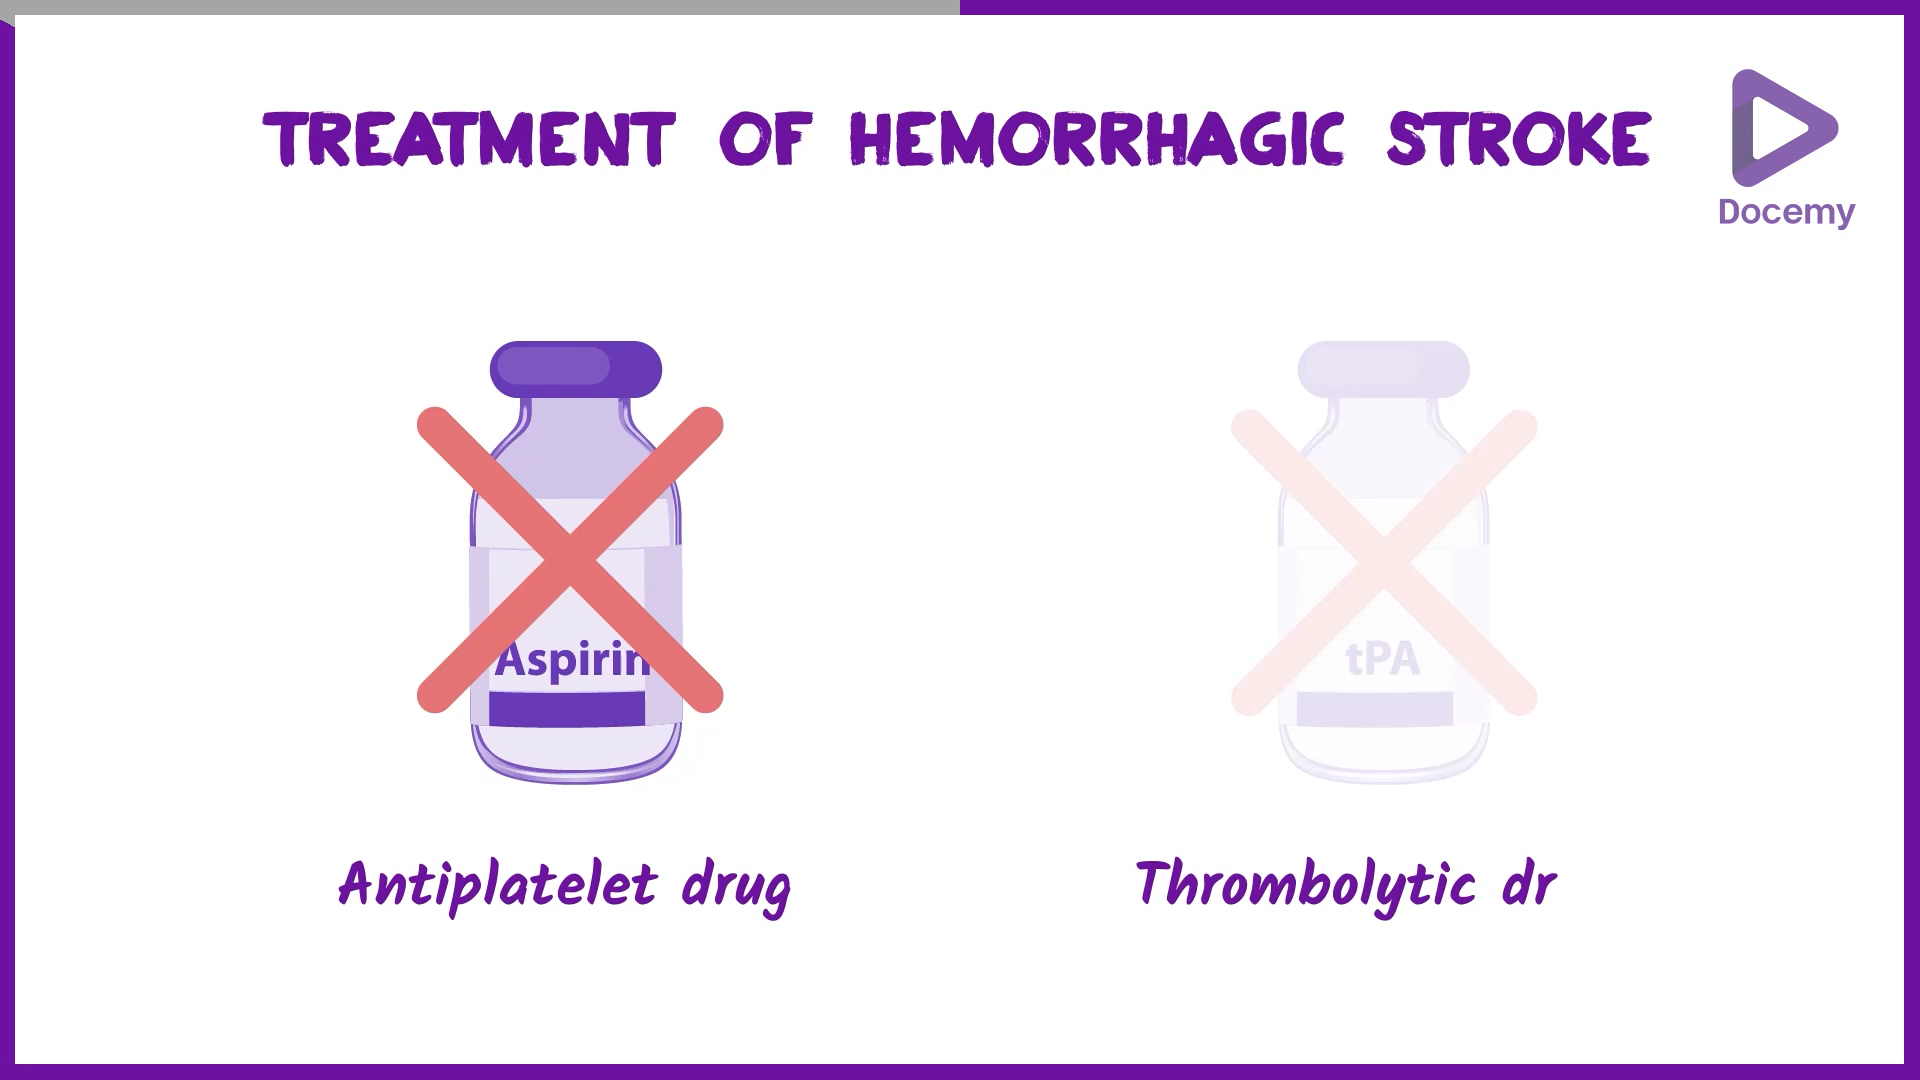 TREATMENT OF HEMORRHAGIC STROKE
Docemy
Aspirin
tPA
Antiplatelet drug
Thrombolytic dr